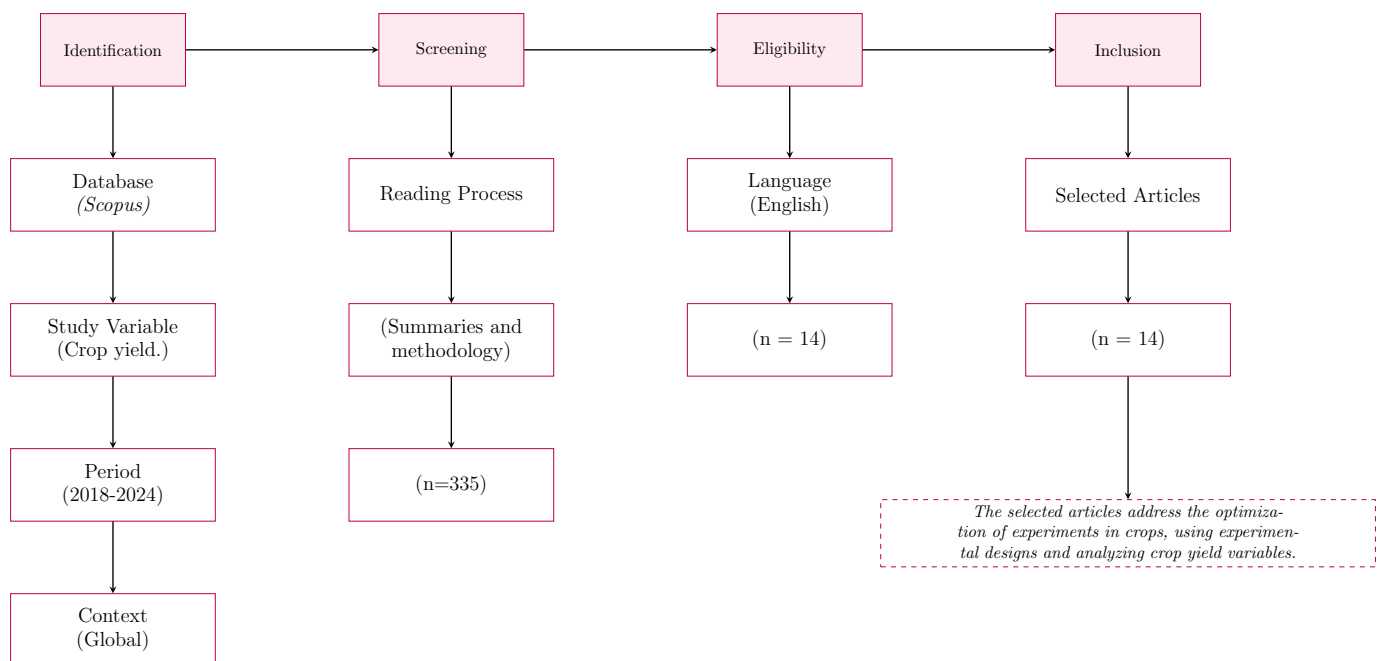 Identification
Screening
Eligibility
Inclusion
Database
(Scopus)
Reading Process
Language
(English)
Selected Articles
Study Variable
(Crop yield.)
(Summaries and
methodology)
(n = 14)
(n = 14)
Period
(2018-2024)
(n=335)
The selected articles address the optimiza-
tion of experiments in crops, using experimen-
tal designs and analyzing crop yield variables.
Context
(Global)